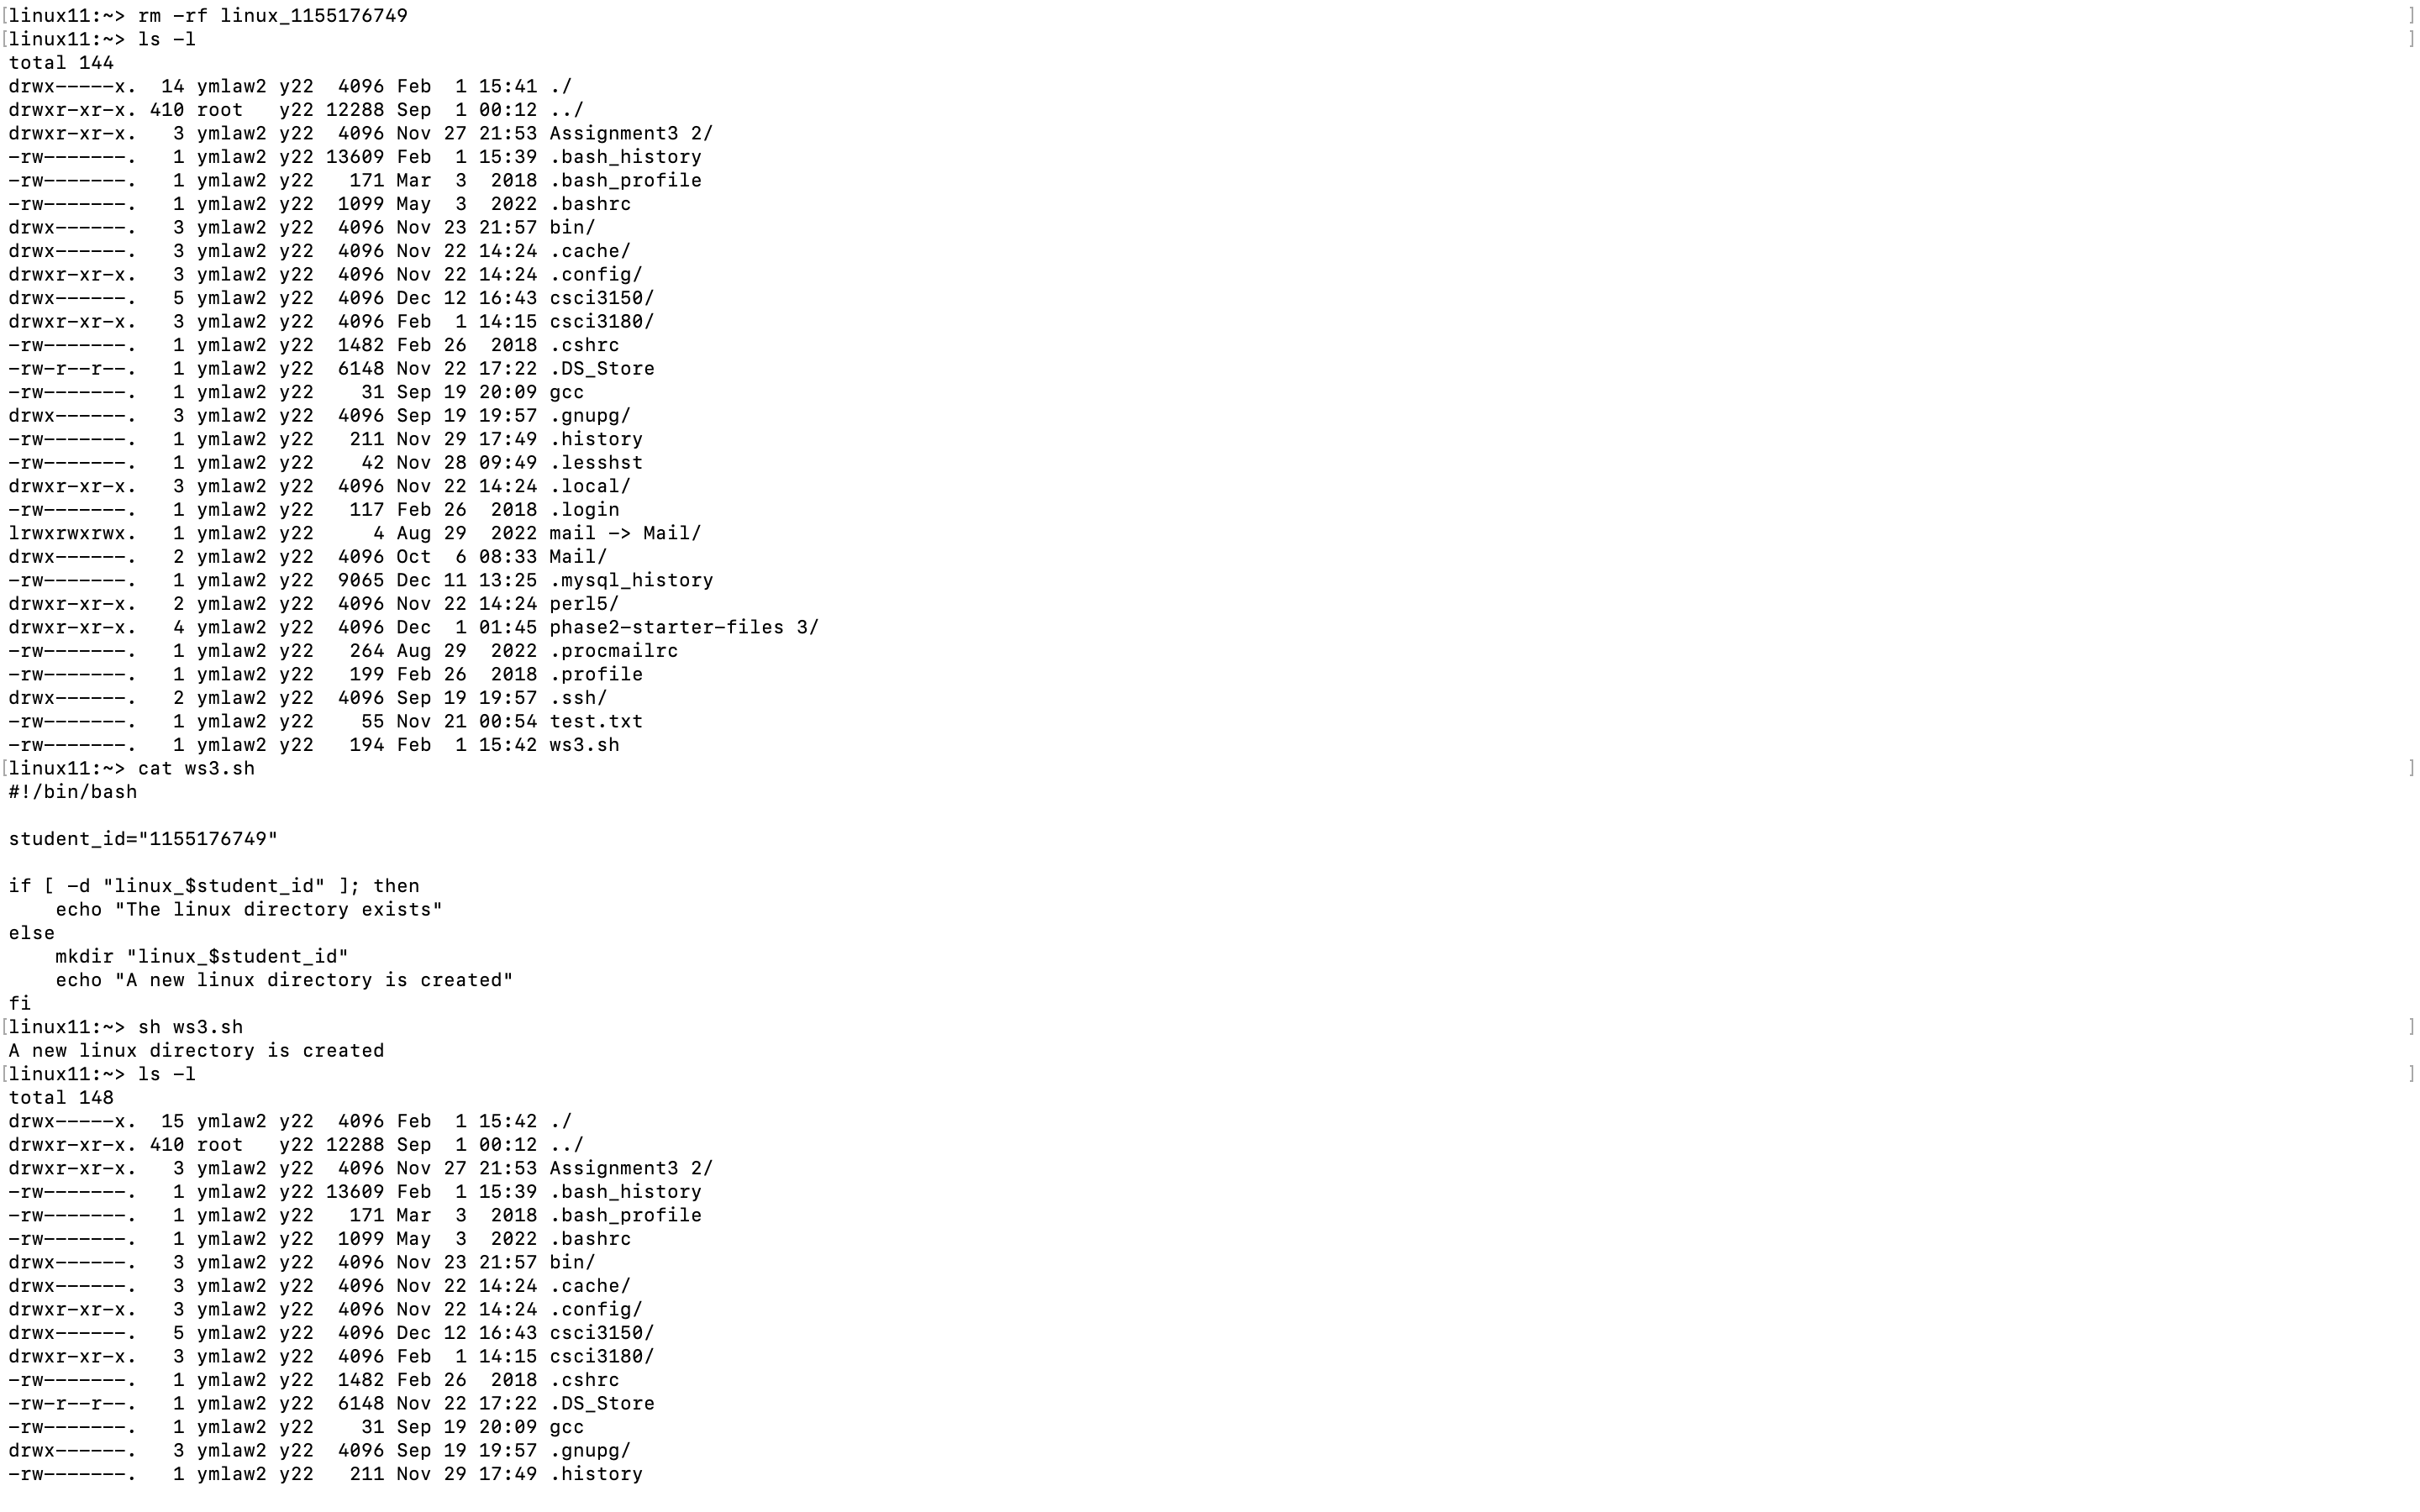 [linux11:~> rm -rf linux_1155176749 ]
[linux11:~> ls -l ]
total 144
drwx-----x.  14 ymlaw2 y22  4096 Feb  1 15:41 ./
drwxr-xr-x. 410 root   y22 12288 Sep  1 00:12 ../
drwxr-xr-x.   3 ymlaw2 y22  4096 Nov 27 21:53 Assignment3 2/
-rw-------.   1 ymlaw2 y22 13609 Feb  1 15:39 .bash_history
-rw-------.   1 ymlaw2 y22   171 Mar  3  2018 .bash_profile
-rw-------.   1 ymlaw2 y22  1099 May  3  2022 .bashrc
drwx------.   3 ymlaw2 y22  4096 Nov 23 21:57 bin/
drwx------.   3 ymlaw2 y22  4096 Nov 22 14:24 .cache/
drwxr-xr-x.   3 ymlaw2 y22  4096 Nov 22 14:24 .config/
drwx------.   5 ymlaw2 y22  4096 Dec 12 16:43 csci3150/
drwxr-xr-x.   3 ymlaw2 y22  4096 Feb  1 14:15 csci3180/
-rw-------.   1 ymlaw2 y22  1482 Feb 26  2018 .cshrc
-rw-r--r--.   1 ymlaw2 y22  6148 Nov 22 17:22 .DS_Store
-rw-------.   1 ymlaw2 y22    31 Sep 19 20:09 gcc
drwx------.   3 ymlaw2 y22  4096 Sep 19 19:57 .gnupg/
-rw-------.   1 ymlaw2 y22   211 Nov 29 17:49 .history
-rw-------.   1 ymlaw2 y22    42 Nov 28 09:49 .lesshst
drwxr-xr-x.   3 ymlaw2 y22  4096 Nov 22 14:24 .local/
-rw-------.   1 ymlaw2 y22   117 Feb 26  2018 .login
lrwxrwxrwx.   1 ymlaw2 y22     4 Aug 29  2022 mail -> Mail/
drwx------.   2 ymlaw2 y22  4096 Oct  6 08:33 Mail/
-rw-------.   1 ymlaw2 y22  9065 Dec 11 13:25 .mysql_history
drwxr-xr-x.   2 ymlaw2 y22  4096 Nov 22 14:24 perl5/
drwxr-xr-x.   4 ymlaw2 y22  4096 Dec  1 01:45 phase2-starter-files 3/
-rw-------.   1 ymlaw2 y22   264 Aug 29  2022 .procmailrc
-rw-------.   1 ymlaw2 y22   199 Feb 26  2018 .profile
drwx------.   2 ymlaw2 y22  4096 Sep 19 19:57 .ssh/
-rw-------.   1 ymlaw2 y22    55 Nov 21 00:54 test.txt
-rw-------.   1 ymlaw2 y22   194 Feb  1 15:42 ws3.sh
[linux11:~> cat ws3.sh ]
#!/bin/bash

student_id="1155176749"

if [ -d "linux_$student_id" ]; then
    echo "The linux directory exists"
else
    mkdir "linux_$student_id"
    echo "A new linux directory is created"
fi
[linux11:~> sh ws3.sh ]
A new linux directory is created
[linux11:~> ls -l ]
total 148
drwx-----x.  15 ymlaw2 y22  4096 Feb  1 15:42 ./
drwxr-xr-x. 410 root   y22 12288 Sep  1 00:12 ../
drwxr-xr-x.   3 ymlaw2 y22  4096 Nov 27 21:53 Assignment3 2/
-rw-------.   1 ymlaw2 y22 13609 Feb  1 15:39 .bash_history
-rw-------.   1 ymlaw2 y22   171 Mar  3  2018 .bash_profile
-rw-------.   1 ymlaw2 y22  1099 May  3  2022 .bashrc
drwx------.   3 ymlaw2 y22  4096 Nov 23 21:57 bin/
drwx------.   3 ymlaw2 y22  4096 Nov 22 14:24 .cache/
drwxr-xr-x.   3 ymlaw2 y22  4096 Nov 22 14:24 .config/
drwx------.   5 ymlaw2 y22  4096 Dec 12 16:43 csci3150/
drwxr-xr-x.   3 ymlaw2 y22  4096 Feb  1 14:15 csci3180/
-rw-------.   1 ymlaw2 y22  1482 Feb 26  2018 .cshrc
-rw-r--r--.   1 ymlaw2 y22  6148 Nov 22 17:22 .DS_Store
-rw-------.   1 ymlaw2 y22    31 Sep 19 20:09 gcc
drwx------.   3 ymlaw2 y22  4096 Sep 19 19:57 .gnupg/
-rw-------.   1 ymlaw2 y22   211 Nov 29 17:49 .history